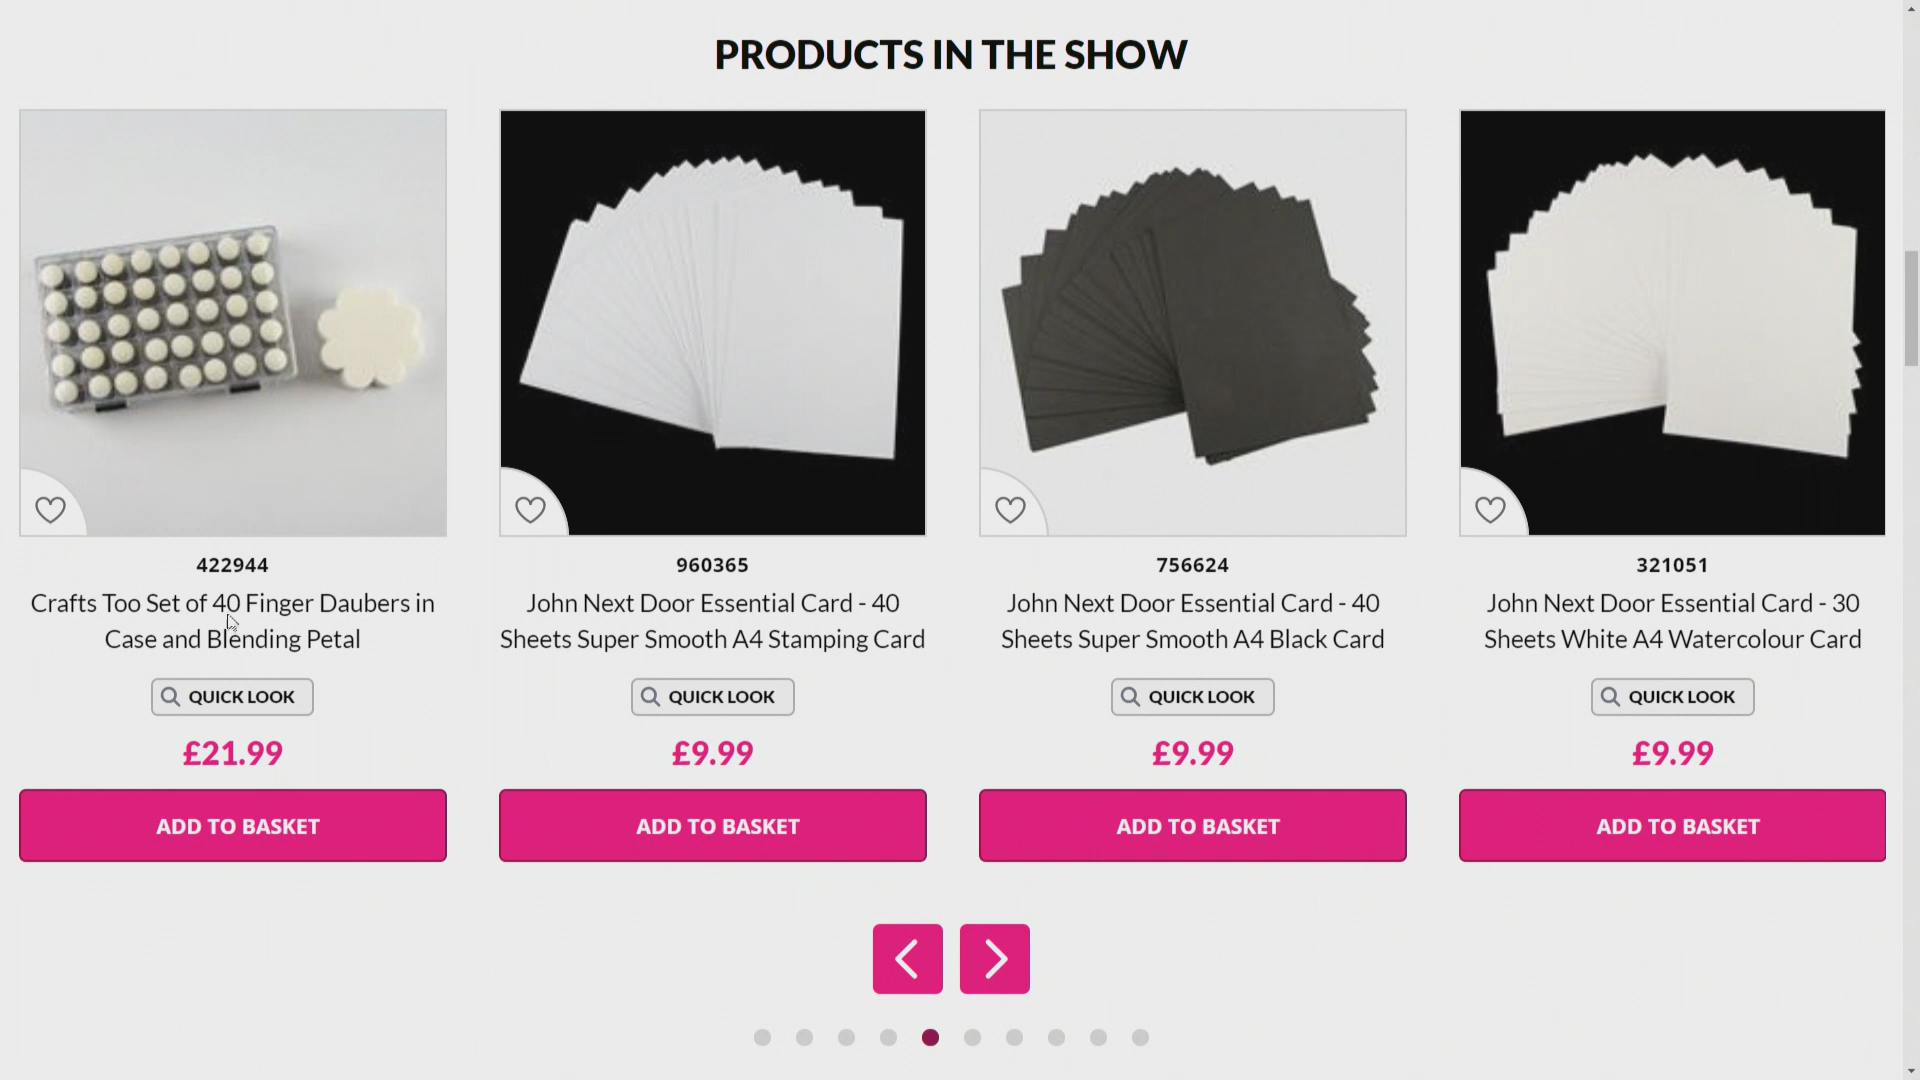 PRODUCTS IN THE SHOW
422944
Crafts Too Set of 40 Finger Daubers in
Case and Blending Petal
QUICK LOOK
£21.99
ADD TO BASKET
960365
John Next Door Essential Card - 40
Sheets Super Smooth A4 Stamping Card
QUICK LOOK
£9.99
ADD TO BASKET
756624
John Next Door Essential Card - 40
Sheets Super Smooth A4 Black Card
QUICK LOOK
£9.99
ADD TO BASKET
321051
John Next Door Essential Card - 30
Sheets White A4 Watercolour Card
QUICK LOOK
£9.99
ADD TO BASKET